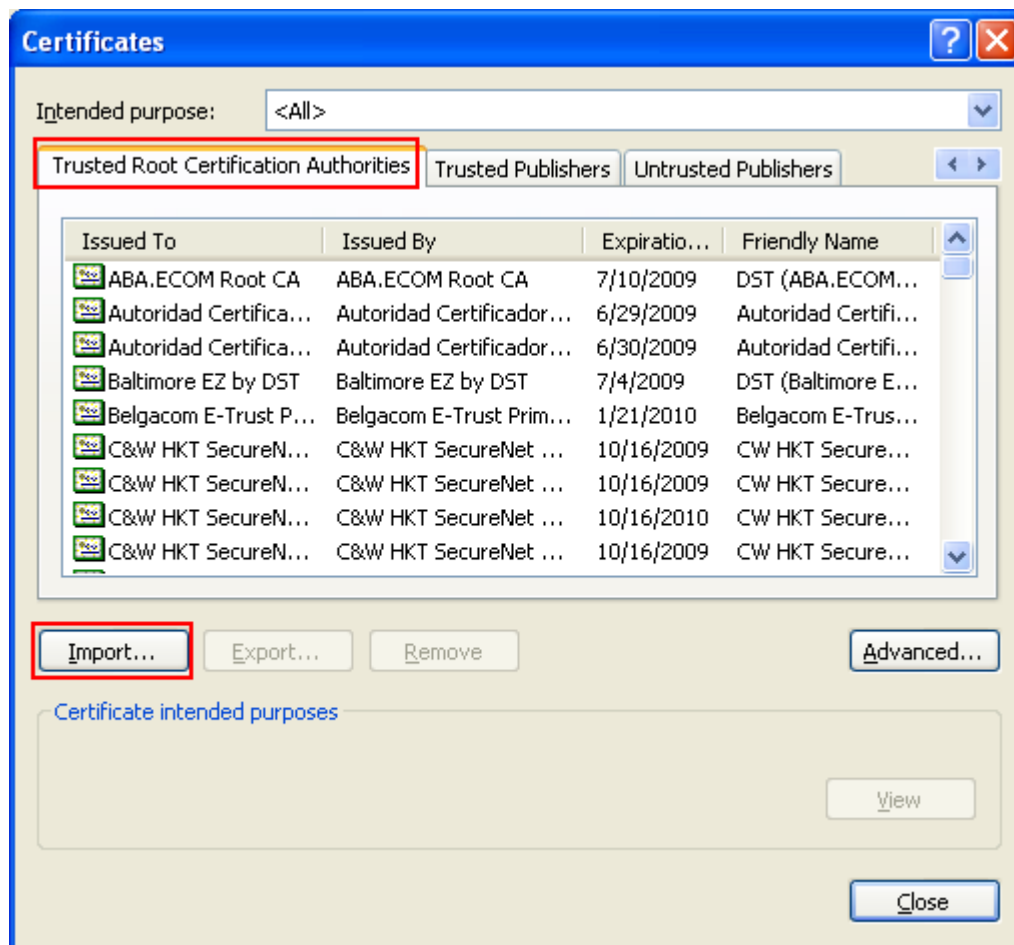 Certificates
Intended purpose: <All>
Trusted Root Certification Authorities Trusted Publishers Untrusted Publishers
Issued To Issued By Expiratio... Friendly Name
ABA.ECOM Root CA ABA.ECOM Root CA 7/10/2009 DST (ABA.ECOM...
Autoridad Certifica... Autoridad Certificador... 6/29/2009 Autoridad Certifi...
Autoridad Certifica... Autoridad Certificador... 6/30/2009 Autoridad Certifi...
Baltimore EZ by DST Baltimore EZ by DST 7/4/2009 DST (Baltimore E...
Belgacom E-Trust P... Belgacom E-Trust Prim... 1/21/2010 Belgacom E-Trus...
C&W HKT SecureN... C&W HKT SecureNet ... 10/16/2009 CW HKT Secure...
C&W HKT SecureN... C&W HKT SecureNet ... 10/16/2009 CW HKT Secure...
C&W HKT SecureN... C&W HKT SecureNet ... 10/16/2010 CW HKT Secure...
C&W HKT SecureN... C&W HKT SecureNet ... 10/16/2009 CW HKT Secure...
Import... Export... Remove Advanced...
Certificate intended purposes
View
Close